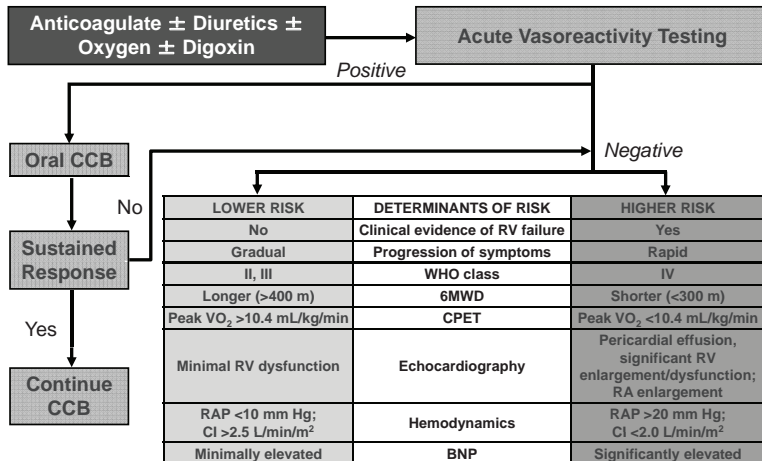 Anticoagulate ± Diuretics ±
Oxygen ± Digoxin
Acute Vasoreactivity Testing
Positive
Oral CCB
Negative
No
Sustained
Response
Yes
Continue
CCB
LOWER RISK DETERMINANTS OF RISK HIGHER RISK
No Clinical evidence of RV failure Yes
Gradual Progression of symptoms Rapid
II, III WHO class IV
Longer (>400 m) 6MWD Shorter (<300 m)
Peak VO₂ >10.4 mL/kg/min CPET Peak VO₂ <10.4 mL/kg/min
Minimal RV dysfunction Echocardiography Pericardial effusion,
significant RV
enlargement/dysfunction;
RA enlargement
RAP <10 mm Hg;
CI >2.5 L/min/m²
Hemodynamics
RAP >20 mm Hg;
CI <2.0 L/min/m²
Minimally elevated BNP Significantly elevated